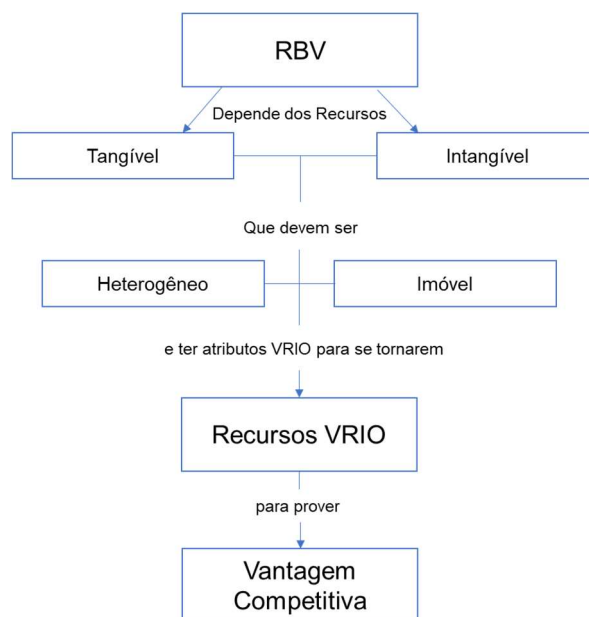 RBV
Depende dos Recursos
Tangível
Intangível
Que devem ser
Heterogêneo
Imóvel
e ter atributos VRIO para se tornarem
Recursos VRIO
para prover
Vantagem
Competitiva